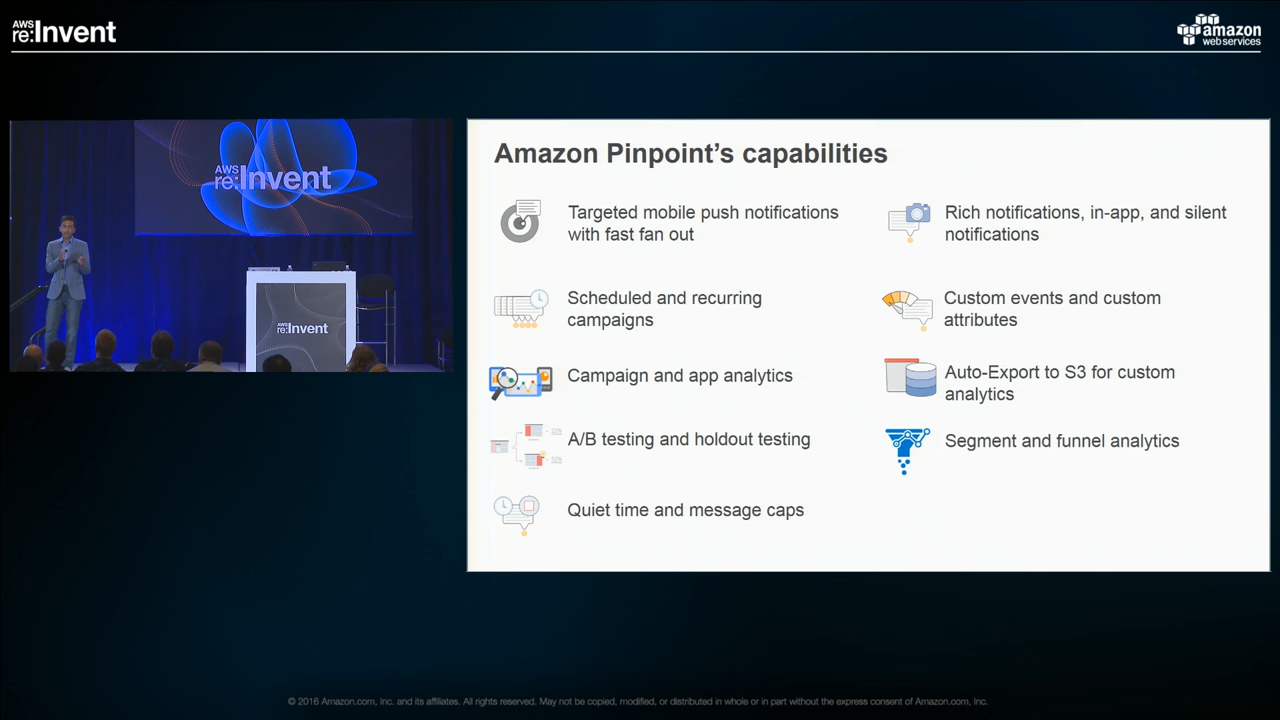 AWS
re:Invent
amazon
web services
AWS
re:Invent
AWS
re:Invent
Amazon Pinpoint's capabilities
Targeted mobile push notifications
with fast fan out
Rich notifications, in-app, and silent
notifications
Scheduled and recurring
campaigns
Custom events and custom
attributes
Campaign and app analytics
Auto-Export to S3 for custom
analytics
A/B testing and holdout testing
Segment and funnel analytics
Quiet time and message caps
© 2016 Amazon.com, Inc. and its affiliates. All rights reserved. May not be copied, modified, or distributed in whole or in part without the express consent of Amazon.com, Inc.